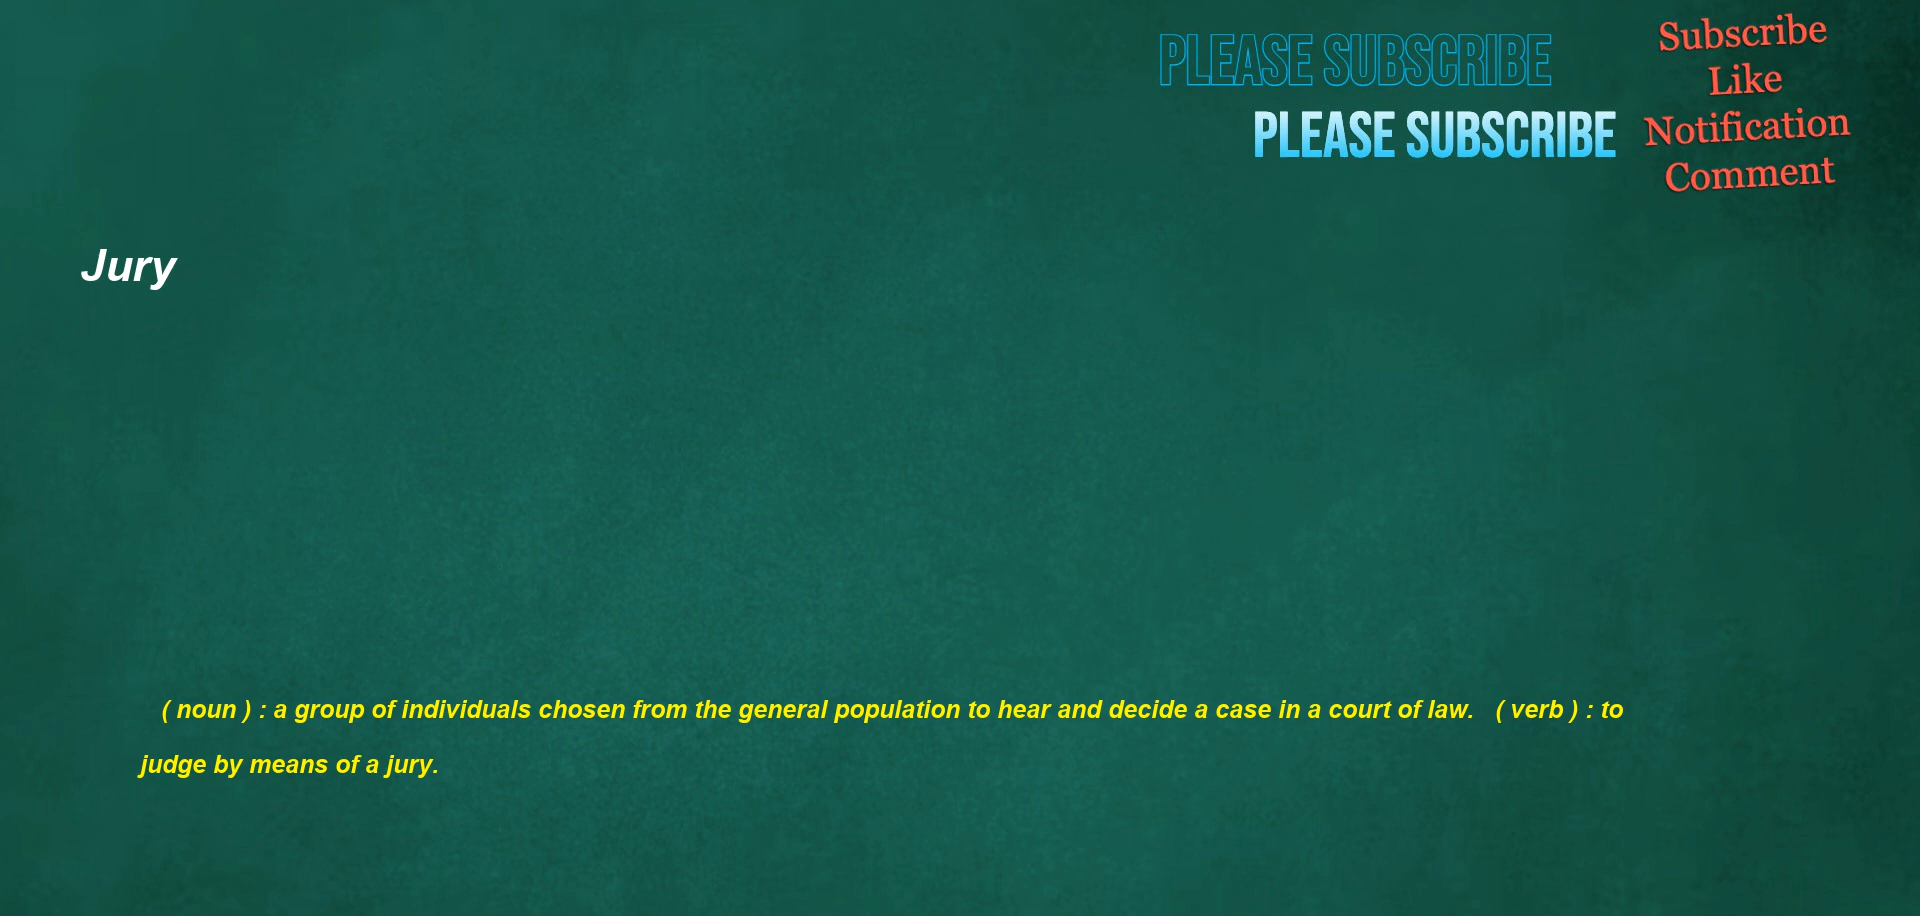 PLEASE SUBSCRIBE
PLEASE SUBSCRIBE
Subscribe
Like
Notification
Comment
Jury
( noun ) : a group of individuals chosen from the general population to hear and decide a case in a court of law.   ( verb ) : to
judge by means of a jury.